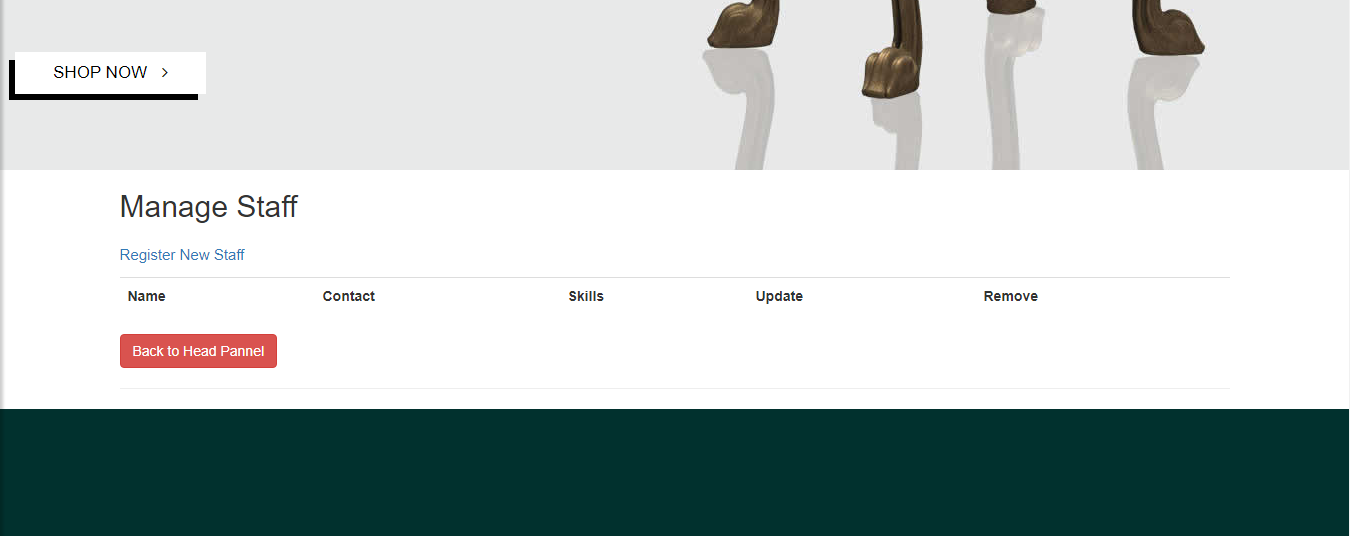 SHOP NOW
Manage Staff
Register New Staff
Name Contact Skills Update Remove
Back to Head Pannel